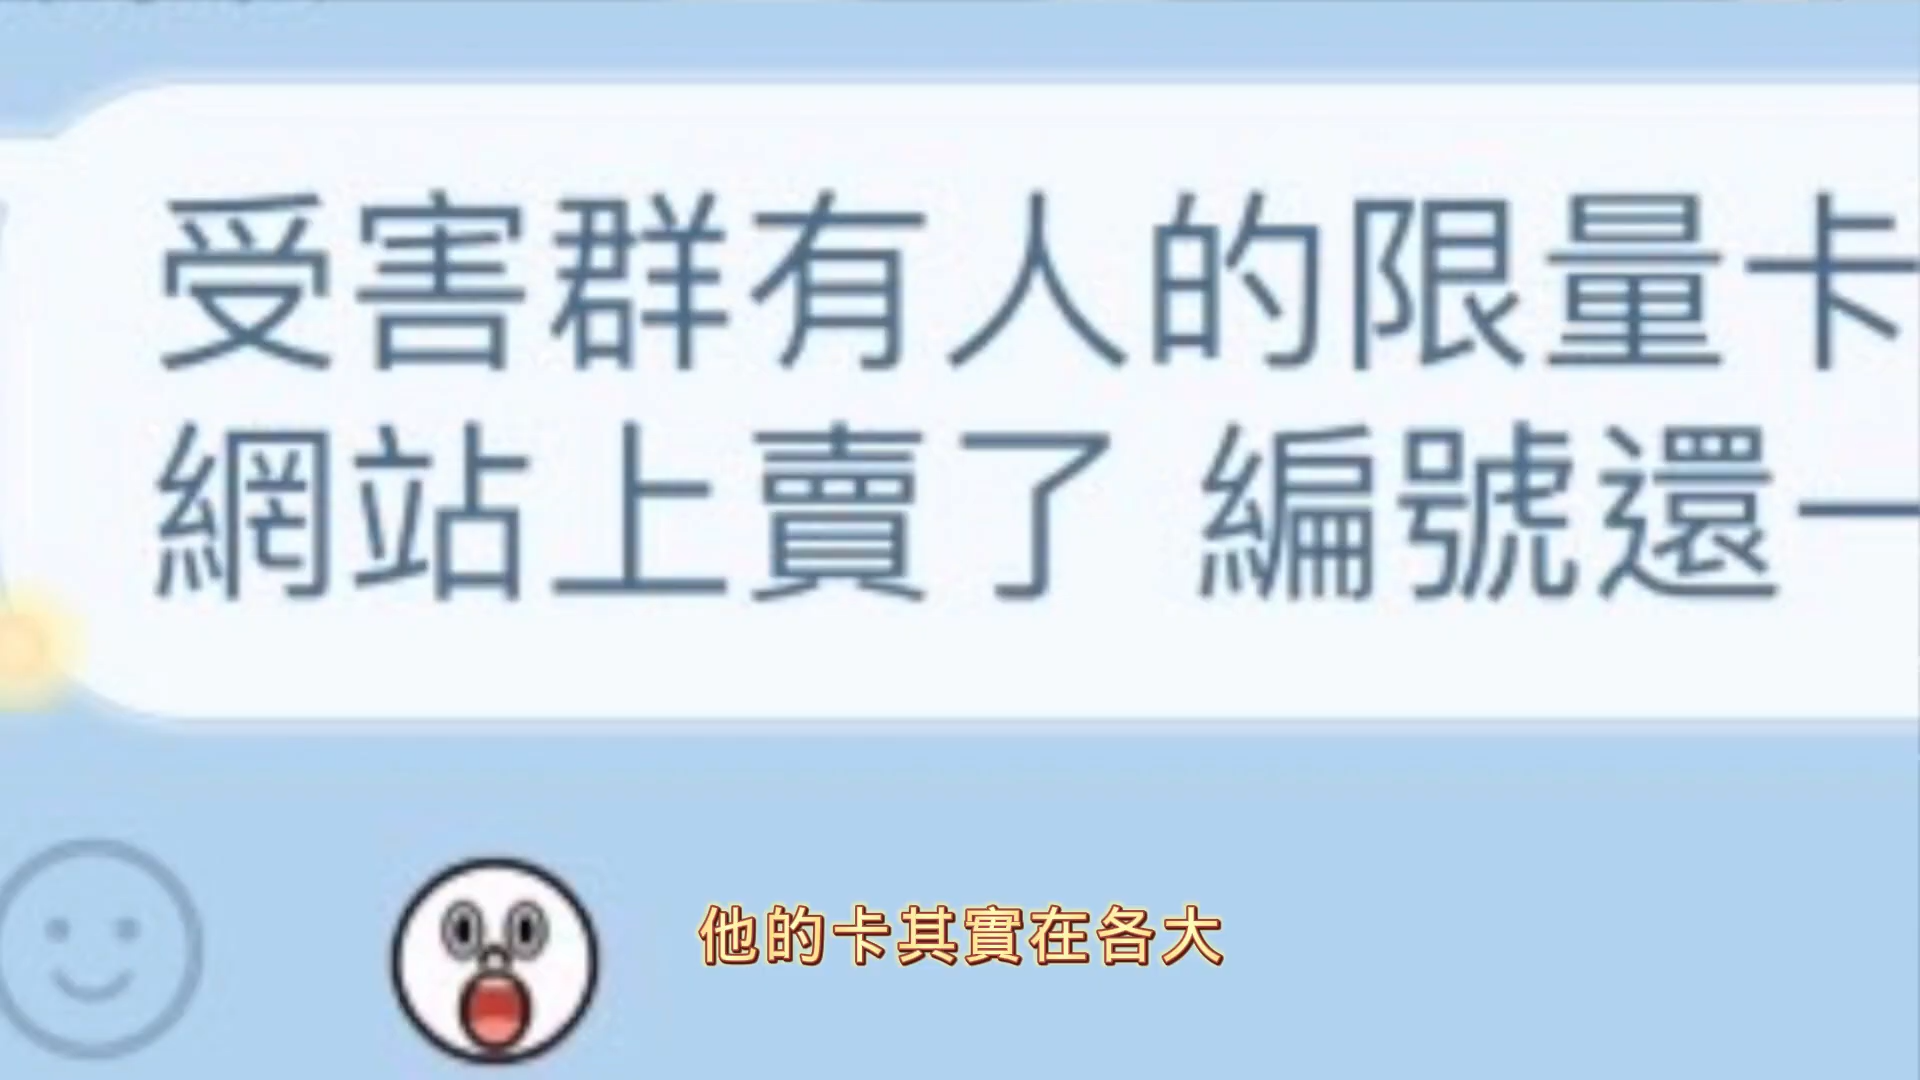 受害群有人的限量卡
網站上賣了 編號還一
他的卡其實在各大